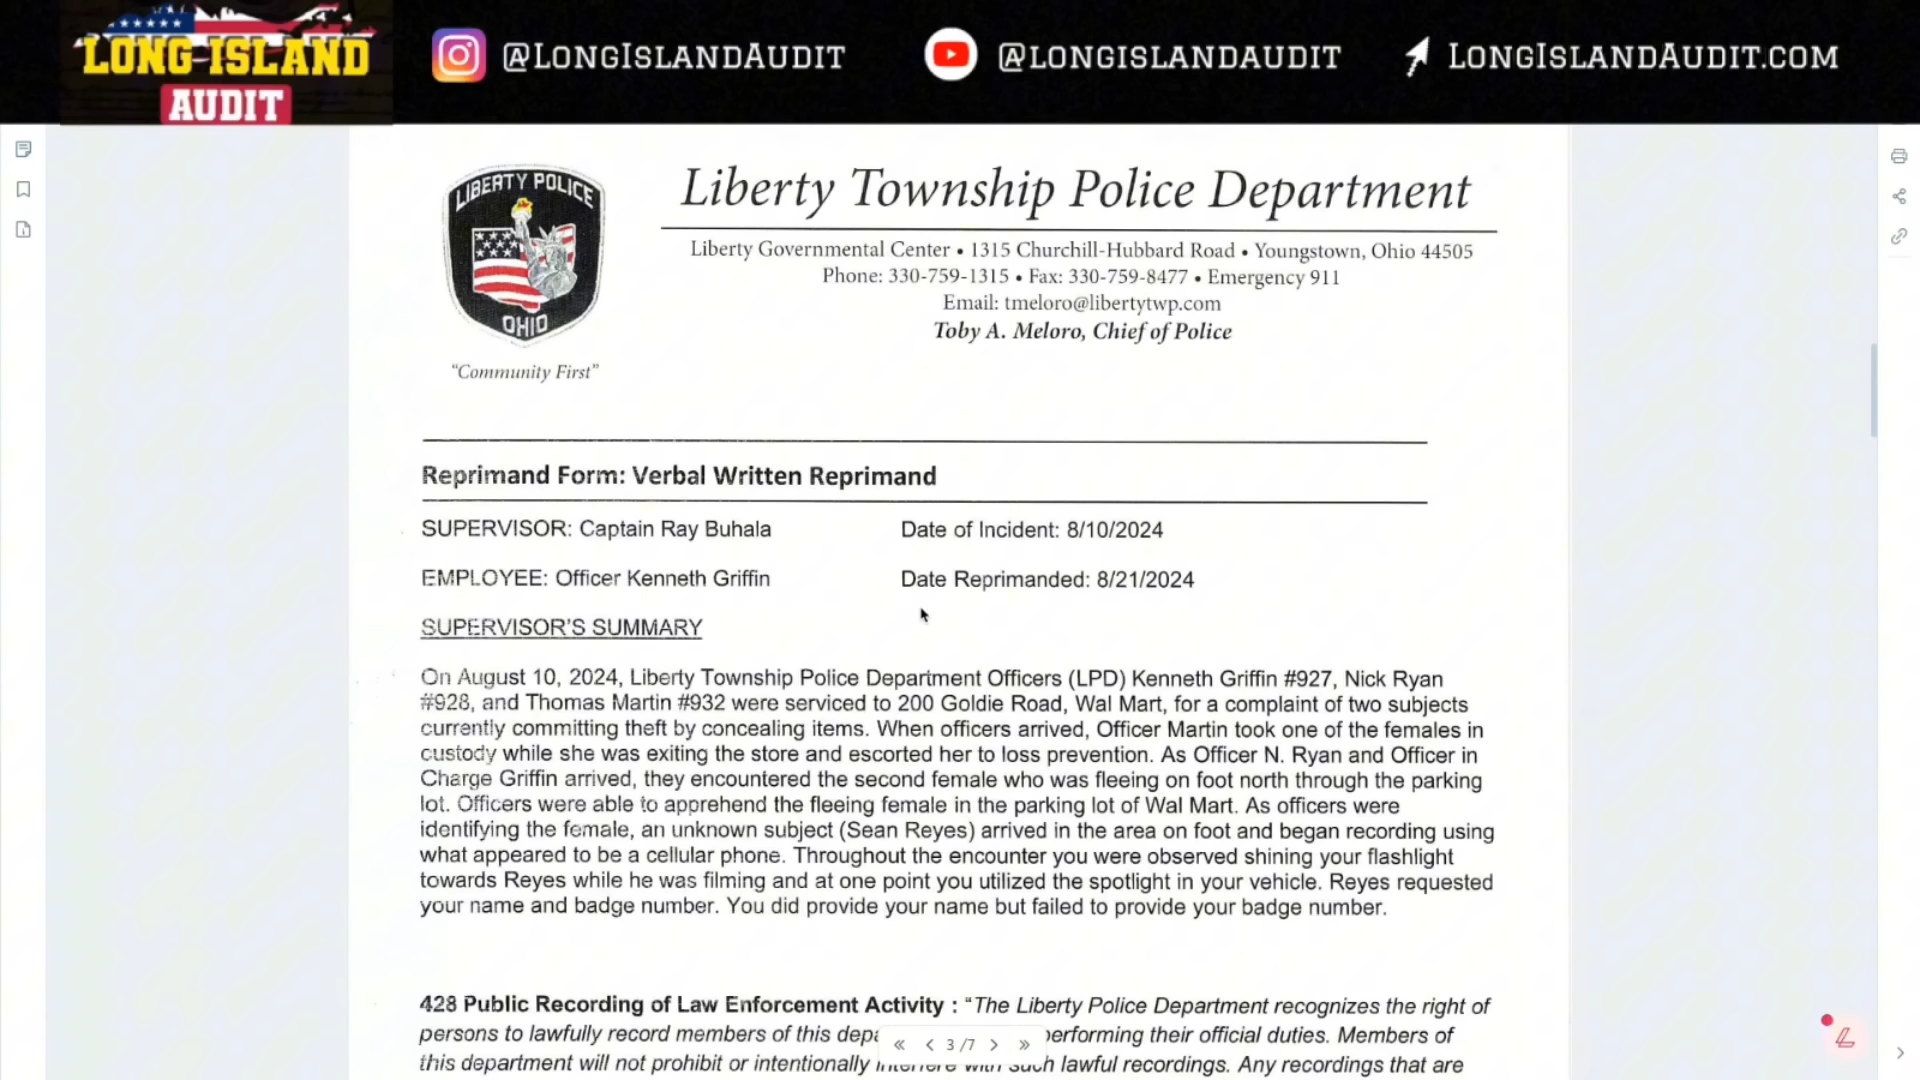 LONG ISLAND
AUDIT
@LONGISLANDAUDIT
@LONGISLANDAUDIT
LONGISLANDAUDIT.COM
LIBERTY POLICE
OHIO
"Community First"
Liberty Township Police Department
Liberty Governmental Center • 1315 Churchill-Hubbard Road • Youngstown, Ohio 44505
Phone: 330-759-1315 • Fax: 330-759-8477 • Emergency 911
Email: tmeloro@libertytwp.com
Toby A. Meloro, Chief of Police
Reprimand Form: Verbal Written Reprimand
SUPERVISOR: Captain Ray Buhala Date of Incident: 8/10/2024
EMPLOYEE: Officer Kenneth Griffin Date Reprimanded: 8/21/2024
SUPERVISOR'S SUMMARY
On August 10, 2024, Liberty Township Police Department Officers (LPD) Kenneth Griffin #927, Nick Ryan
#928, and Thomas Martin #932 were serviced to 200 Goldie Road, Wal Mart, for a complaint of two subjects
currently committing theft by concealing items. When officers arrived, Officer Martin took one of the females in
custody while she was exiting the store and escorted her to loss prevention. As Officer N. Ryan and Officer in
Charge Griffin arrived, they encountered the second female who was fleeing on foot north through the parking
lot. Officers were able to apprehend the fleeing female in the parking lot of Wal Mart. As officers were
identifying the female, an unknown subject (Sean Reyes) arrived in the area on foot and began recording using
what appeared to be a cellular phone. Throughout the encounter you were observed shining your flashlight
towards Reyes while he was filming and at one point you utilized the spotlight in your vehicle. Reyes requested
your name and badge number. You did provide your name but failed to provide your badge number.
428 Public Recording of Law Enforcement Activity : "The Liberty Police Department recognizes the right of
persons to lawfully record members of this depa erforming their official duties. Members of
this department will not prohibit or intentionally interfere with such lawful recordings. Any recordings that are
3 /7